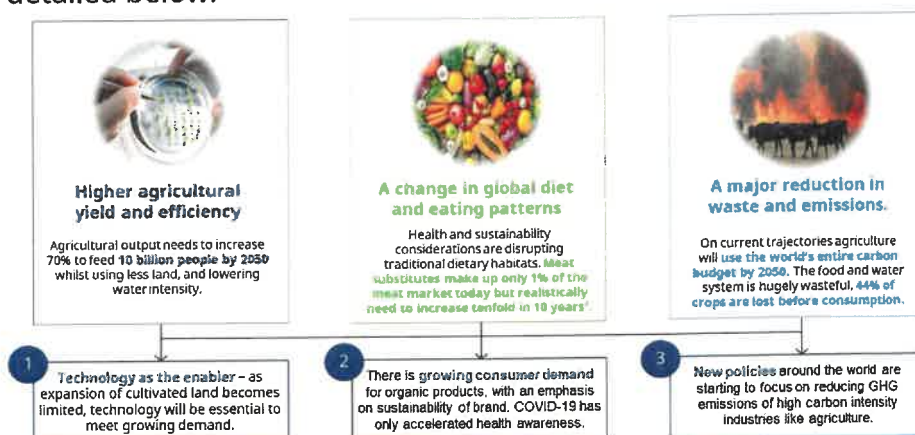 detailed below.
Higher agricultural
yield and efficiency
Agricultural output needs to increase
70% to feed 10 billion people by 2050
whilst using less land, and lowering
water intensity.
A change in global diet
and eating patterns
Health and sustainability
considerations are disrupting
traditional dietary habitats. Meat
substitutes make up only 1% of the
meat market today but realistically
need to increase tenfold in 10 years
A major reduction in
waste and emissions.
On current trajectories agriculture
will use the world's entire carbon
budget by 2050. The food and water
system is hugely wasteful, 44% of
crops are lost before consumption.
1
Technology as the enabler – as
expansion of cultivated land becomes
limited, technology will be essential to
meet growing demand.
2
There is growing consumer demand
for organic products, with an emphasis
on sustainability of brand. COVID-19 has
only accelerated health awareness.
3
New policies around the world are
starting to focus on reducing GHG
emissions of high carbon intensity
industries like agriculture.